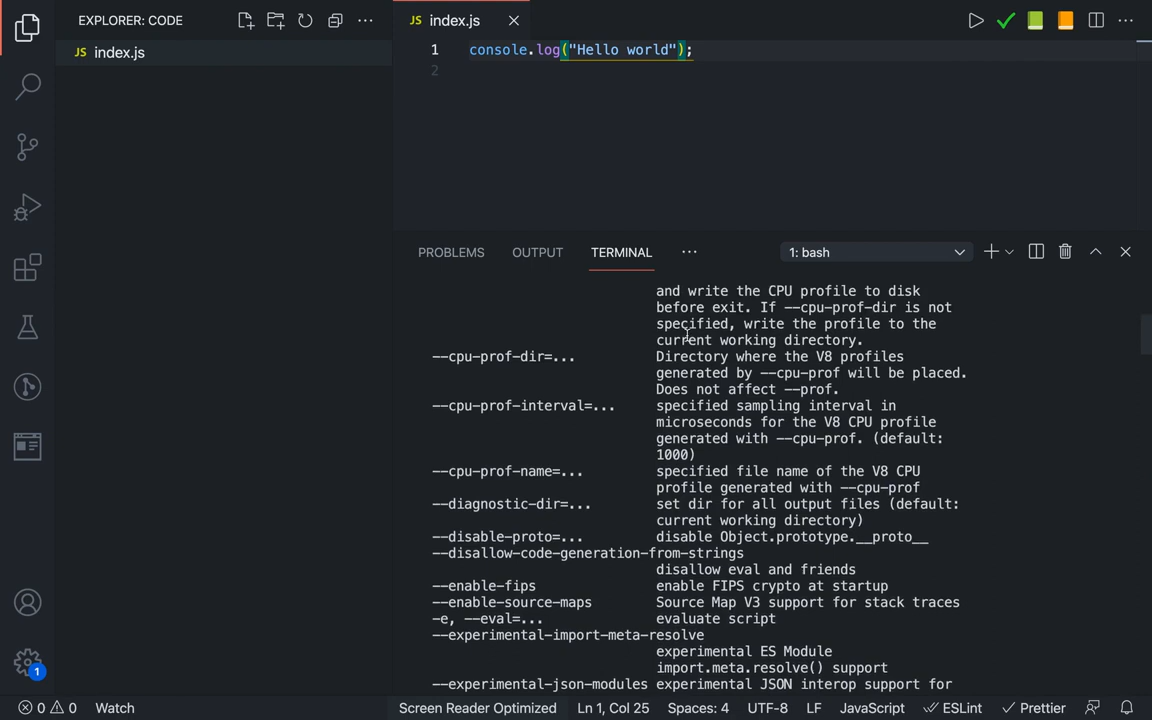 EXPLORER: CODE
JS index.js
JS index.js
1 console.log("Hello world");
2
PROBLEMS OUTPUT TERMINAL 1: bash
and write the CPU profile to disk
before exit. If --cpu-prof-dir is not
specified, write the profile to the
current working directory.
--cpu-prof-dir=... Directory where the V8 profiles
generated by --cpu-prof will be placed.
Does not affect --prof.
--cpu-prof-interval=... specified sampling interval in
microseconds for the V8 CPU profile
generated with --cpu-prof. (default:
1000)
--cpu-prof-name=... specified file name of the V8 CPU
profile generated with --cpu-prof
--diagnostic-dir=... set dir for all output files (default:
current working directory)
--disable-proto=... disable Object.prototype.__proto__
--disallow-code-generation-from-strings
disallow eval and friends
--enable-fips enable FIPS crypto at startup
--enable-source-maps Source Map V3 support for stack traces
-e, --eval=... evaluate script
--experimental-import-meta-resolve
experimental ES Module
import.meta.resolve() support
--experimental-json-modules experimental JSON interop support for
1
0 0 Watch Screen Reader Optimized Ln 1, Col 25 Spaces: 4 UTF-8 LF JavaScript ESLint Prettier